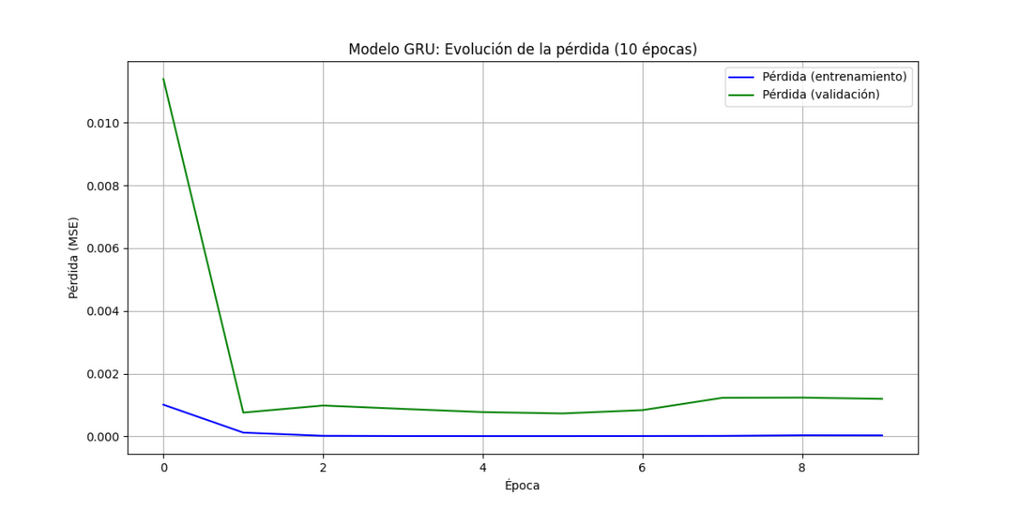 Modelo GRU: Evolución de la pérdida (10 épocas)
Pérdida (entrenamiento)
Pérdida (validación)
0.010
0.008
0.006
0.004
0.002
0.000
Pérdida (MSE)
0 2 4 6 8
Época